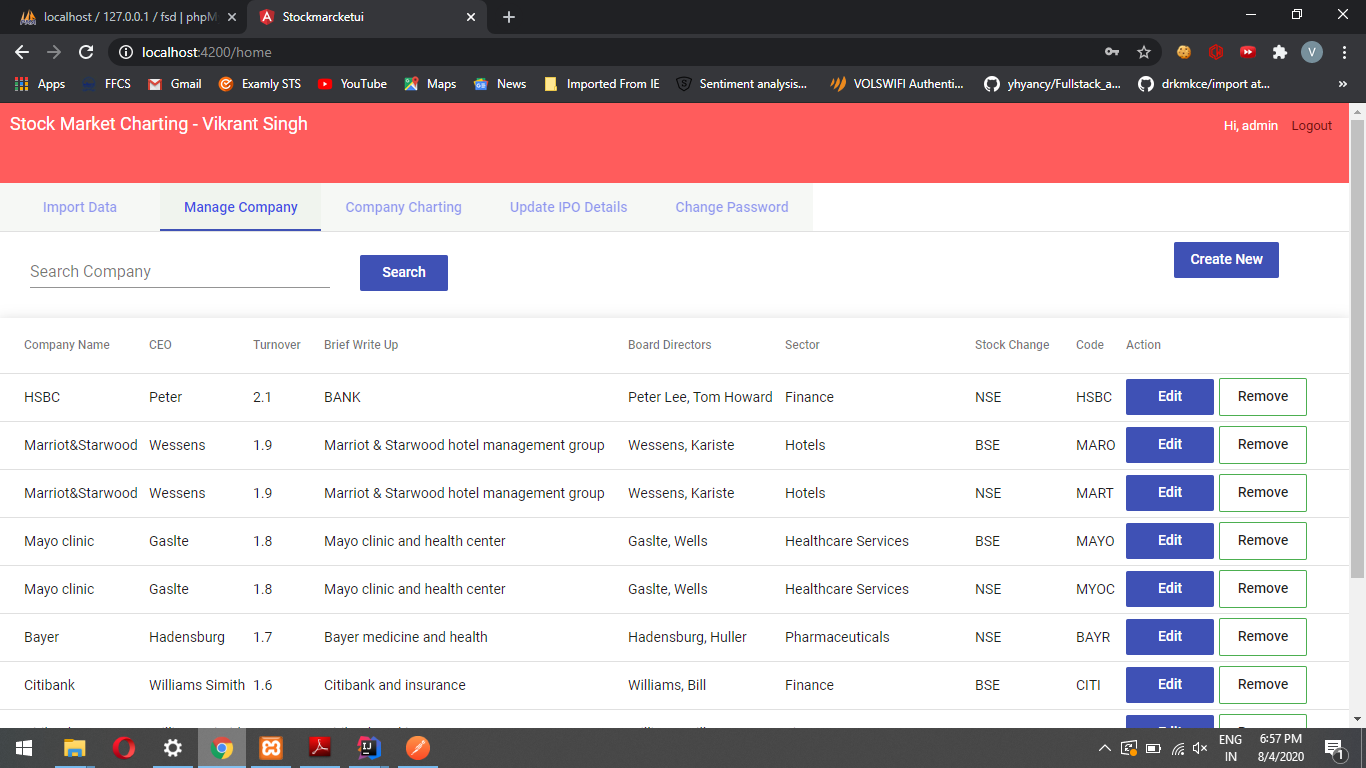 localhost / 127.0.0.1 / fsd | phpM
Stockmarcketui
localhost:4200/home
V
Apps FFCS Gmail Examly STS YouTube Maps News Imported From IE Sentiment analysis... VOLSWIFI Authenti... yhyancy/Fullstack_a... drkmkce/import at... »
Stock Market Charting - Vikrant Singh
Hi, admin Logout
Import Data Manage Company Company Charting Update IPO Details Change Password
Search Company Search Create New
Company Name CEO Turnover Brief Write Up Board Directors Sector Stock Change Code Action
HSBC Peter 2.1 BANK Peter Lee, Tom Howard Finance NSE HSBC Edit Remove
Marriot&Starwood Wessens 1.9 Marriot & Starwood hotel management group Wessens, Kariste Hotels BSE MARO Edit Remove
Marriot&Starwood Wessens 1.9 Marriot & Starwood hotel management group Wessens, Kariste Hotels NSE MART Edit Remove
Mayo clinic Gaslte 1.8 Mayo clinic and health center Gaslte, Wells Healthcare Services BSE MAYO Edit Remove
Mayo clinic Gaslte 1.8 Mayo clinic and health center Gaslte, Wells Healthcare Services NSE MYOC Edit Remove
Bayer Hadensburg 1.7 Bayer medicine and health Hadensburg, Huller Pharmaceuticals NSE BAYR Edit Remove
Citibank Williams Simith 1.6 Citibank and insurance Williams, Bill Finance BSE CITI Edit Remove
ENG 6:57 PM
IN 8/4/2020 1